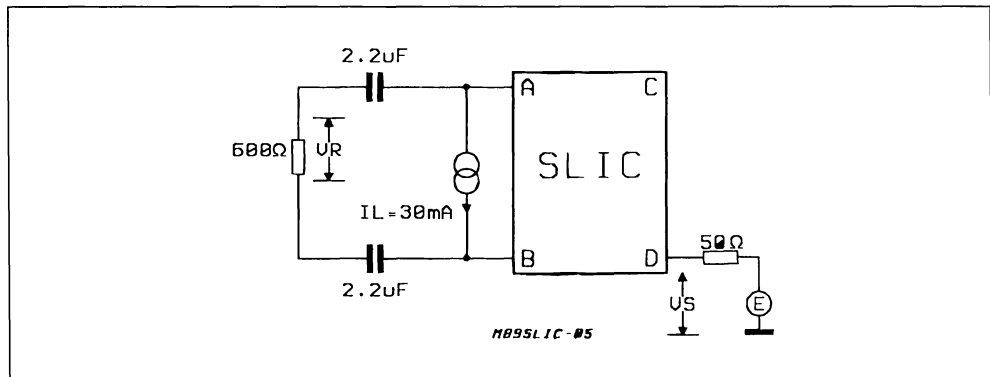 2.2uF
A
C
600Ω
VR
SLIC
IL=30mA
50Ω
B
D
2.2uF
VS
E
M89SLIC-05